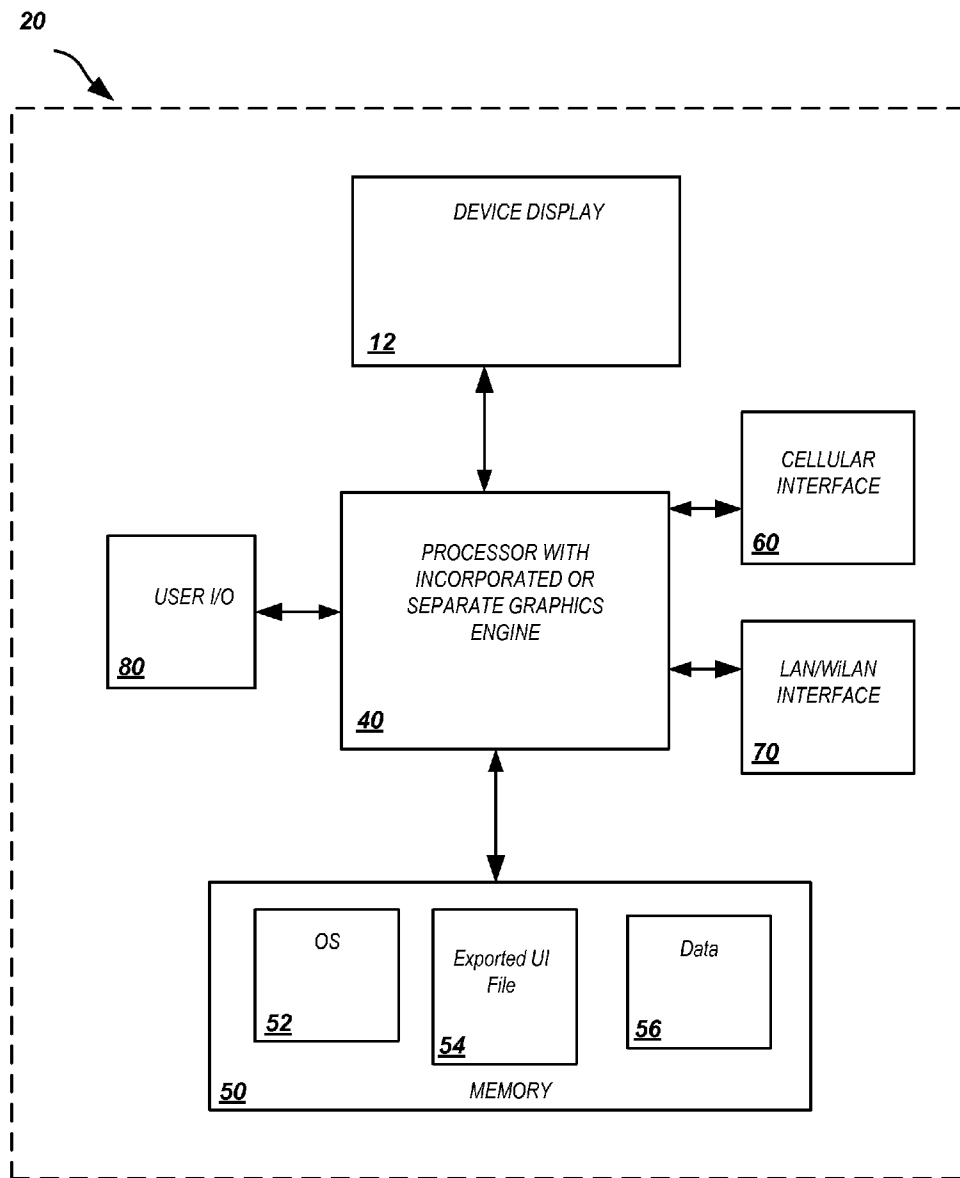 20
DEVICE DISPLAY
12
CELLULAR
INTERFACE
60
PROCESSOR WITH
INCORPORATED OR
SEPARATE GRAPHICS
ENGINE
40
USER I/O
80
LAN/WiLAN
INTERFACE
70
OS
52
Exported UI
File
54
Data
56
50
MEMORY